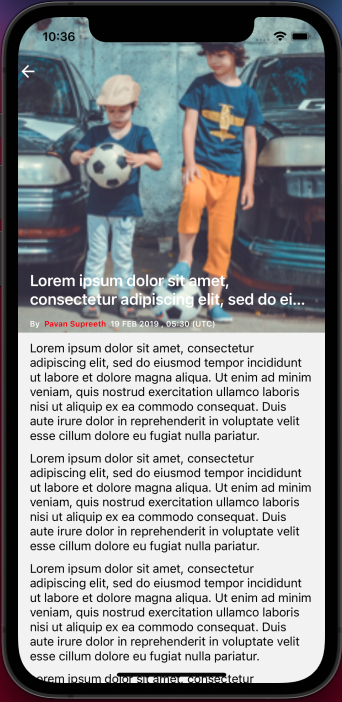 10:36
Lorem ipsum dolor sit amet,
consectetur adipiscing elit, sed do ei...
By Pavan Supreeth 19 FEB 2019 , 05:30 (UTC)
Lorem ipsum dolor sit amet, consectetur
adipiscing elit, sed do eiusmod tempor incididunt
ut labore et dolore magna aliqua. Ut enim ad minim
veniam, quis nostrud exercitation ullamco laboris
nisi ut aliquip ex ea commodo consequat. Duis
aute irure dolor in reprehenderit in voluptate velit
esse cillum dolore eu fugiat nulla pariatur.
Lorem ipsum dolor sit amet, consectetur
adipiscing elit, sed do eiusmod tempor incididunt
ut labore et dolore magna aliqua. Ut enim ad minim
veniam, quis nostrud exercitation ullamco laboris
nisi ut aliquip ex ea commodo consequat. Duis
aute irure dolor in reprehenderit in voluptate velit
esse cillum dolore eu fugiat nulla pariatur.
Lorem ipsum dolor sit amet, consectetur
adipiscing elit, sed do eiusmod tempor incididunt
ut labore et dolore magna aliqua. Ut enim ad minim
veniam, quis nostrud exercitation ullamco laboris
nisi ut aliquip ex ea commodo consequat. Duis
aute irure dolor in reprehenderit in voluptate velit
esse cillum dolore eu fugiat nulla pariatur.
Lorem ipsum dolor sit amet, consectetur